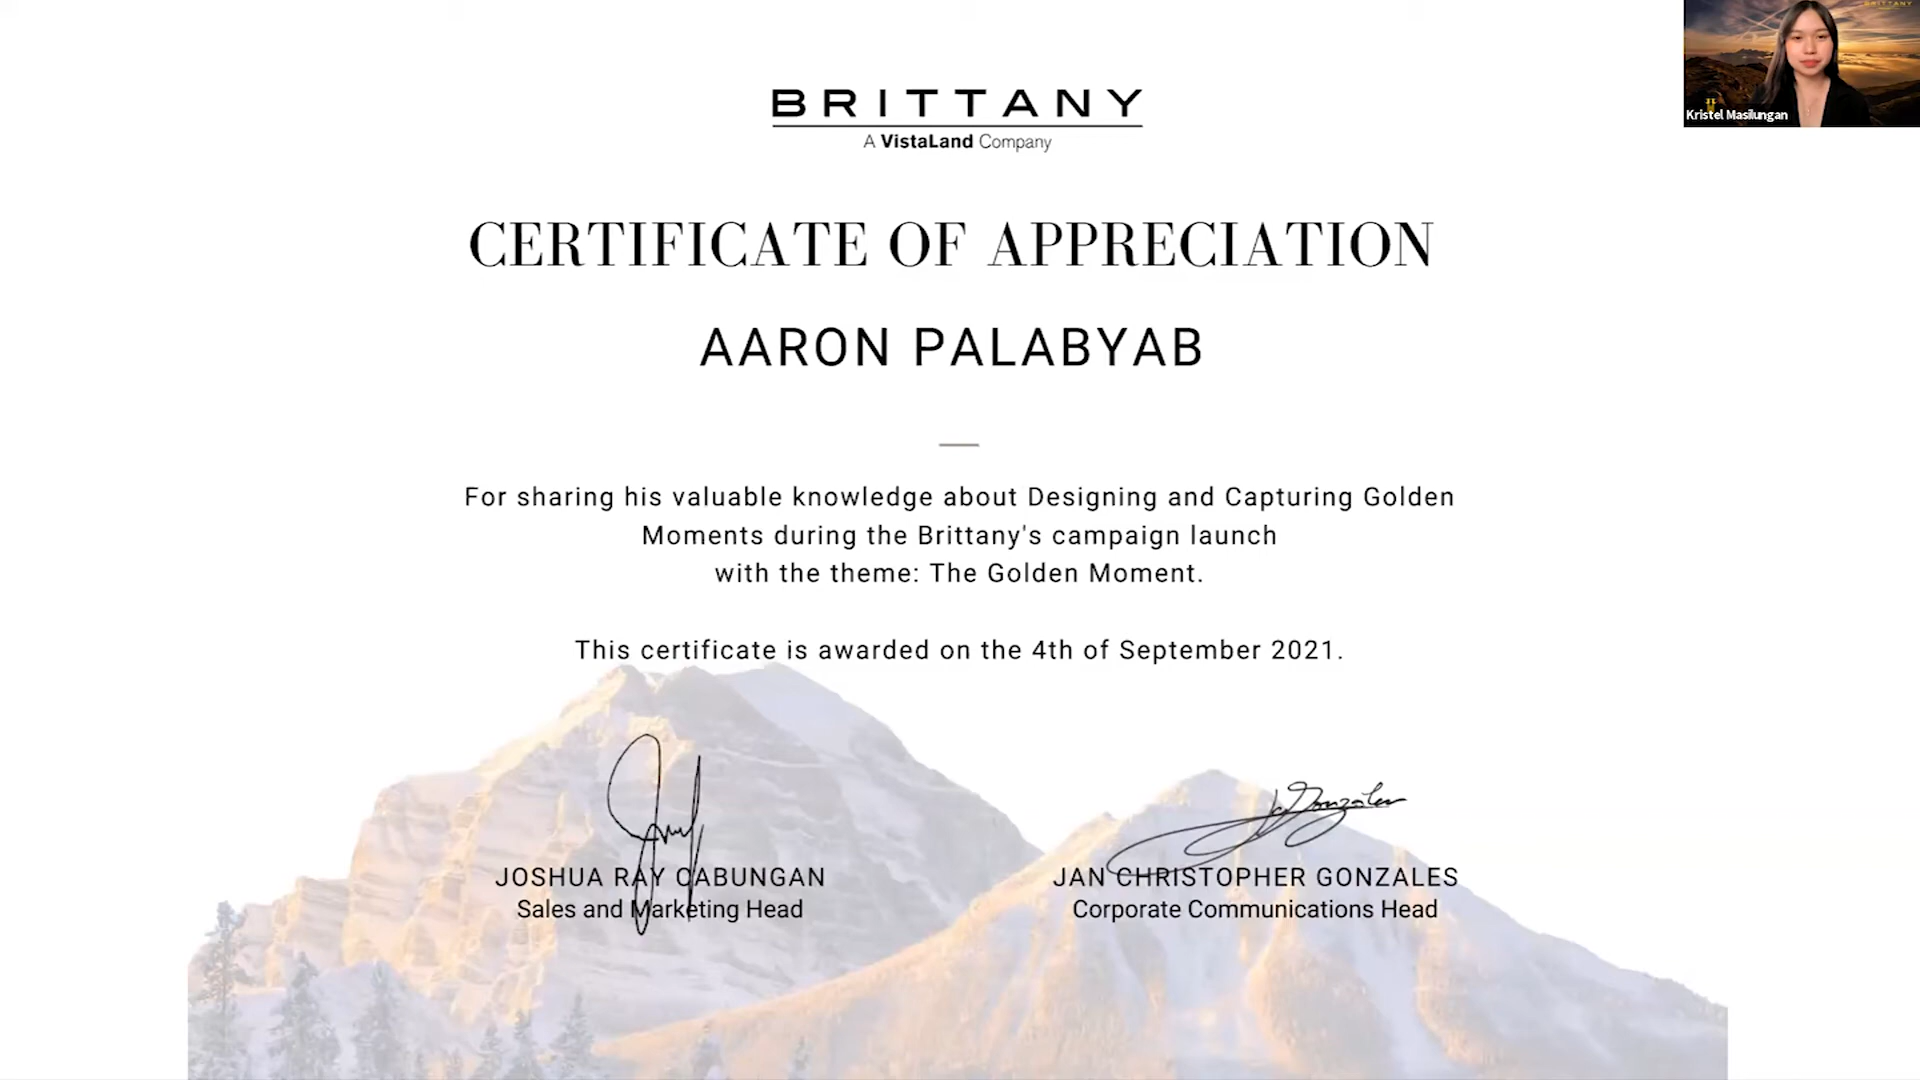 BRITTANY
A VistaLand Company
BRITTANY
Kristel Masilungan
CERTIFICATE OF APPRECIATION
AARON PALABYAB
For sharing his valuable knowledge about Designing and Capturing Golden
Moments during the Brittany's campaign launch
with the theme: The Golden Moment.
This certificate is awarded on the 4th of September 2021.
JOSHUA RAY CABUNGAN
Sales and Marketing Head
JAN CHRISTOPHER GONZALES
Corporate Communications Head